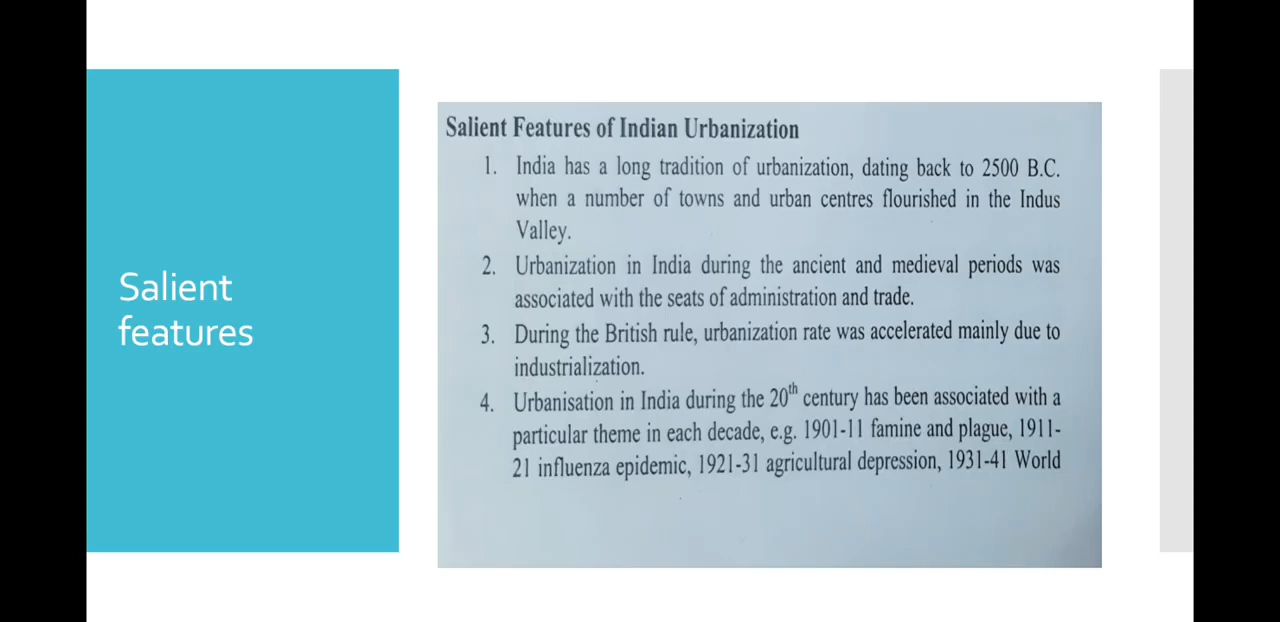 Salient
features
Salient Features of Indian Urbanization
1. India has a long tradition of urbanization, dating back to 2500 B.C.
when a number of towns and urban centres flourished in the Indus
Valley.
2. Urbanization in India during the ancient and medieval periods was
associated with the seats of administration and trade.
3. During the British rule, urbanization rate was accelerated mainly due to
industrialization.
4. Urbanisation in India during the 20th century has been associated with a
particular theme in each decade, e.g. 1901-11 famine and plague, 1911-
21 influenza epidemic, 1921-31 agricultural depression, 1931-41 World